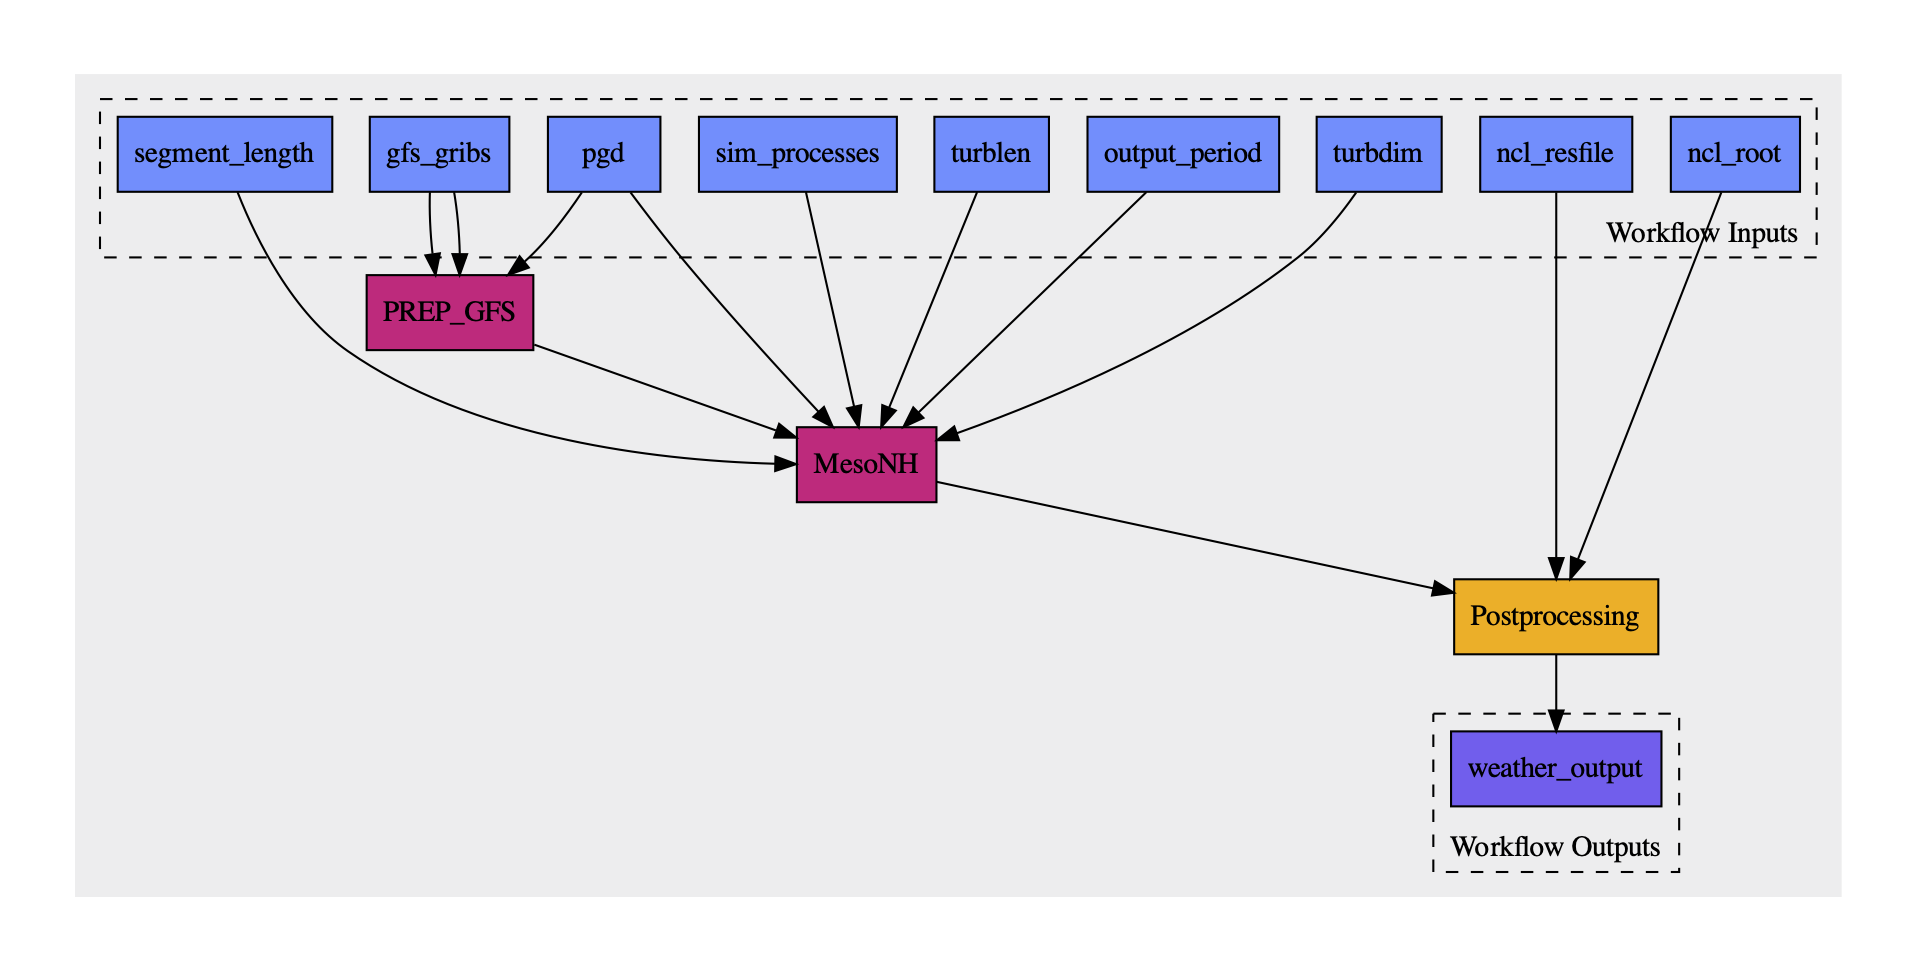 segment_length
gfs_gribs
pgd
sim_processes
turblen
output_period
turbdim
ncl_resfile
ncl_root
Workflow Inputs
PREP_GFS
MesoNH
Postprocessing
weather_output
Workflow Outputs